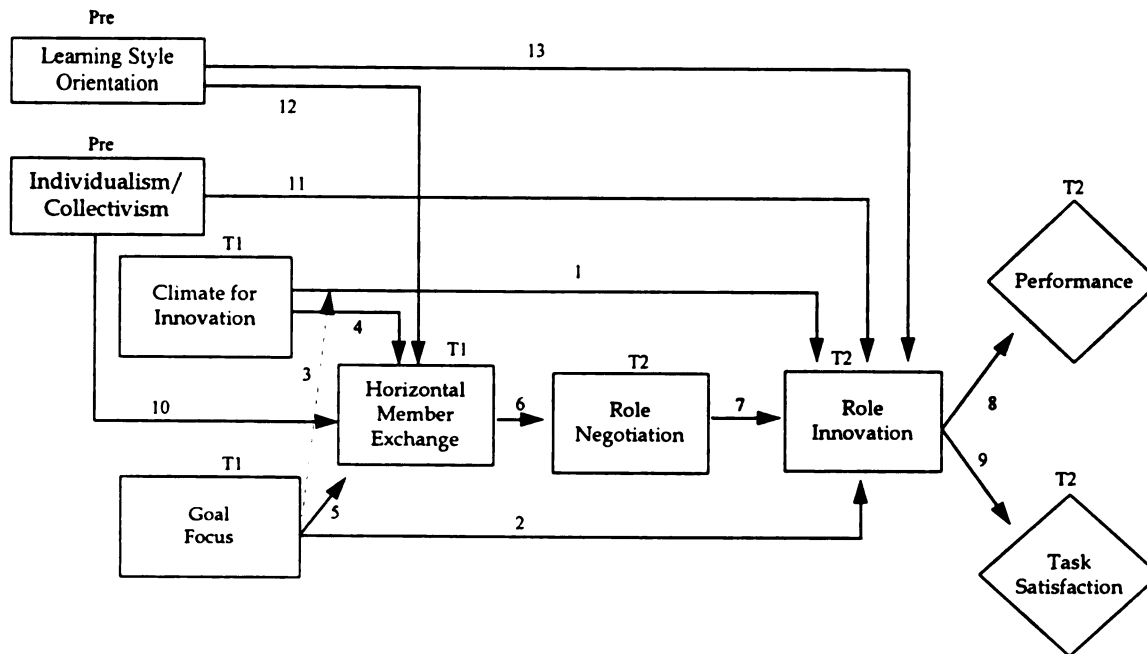 Pre
Learning Style
Orientation
13
12
Pre
Individualism/
Collectivism
11
T1
Climate for
Innovation
1
4
3
10
T1
Horizontal
Member
Exchange
6
T2
Role
Negotiation
7
T2
Role
Innovation
T1
Goal
Focus
5
2
8
9
T2
Performance
T2
Task
Satisfaction